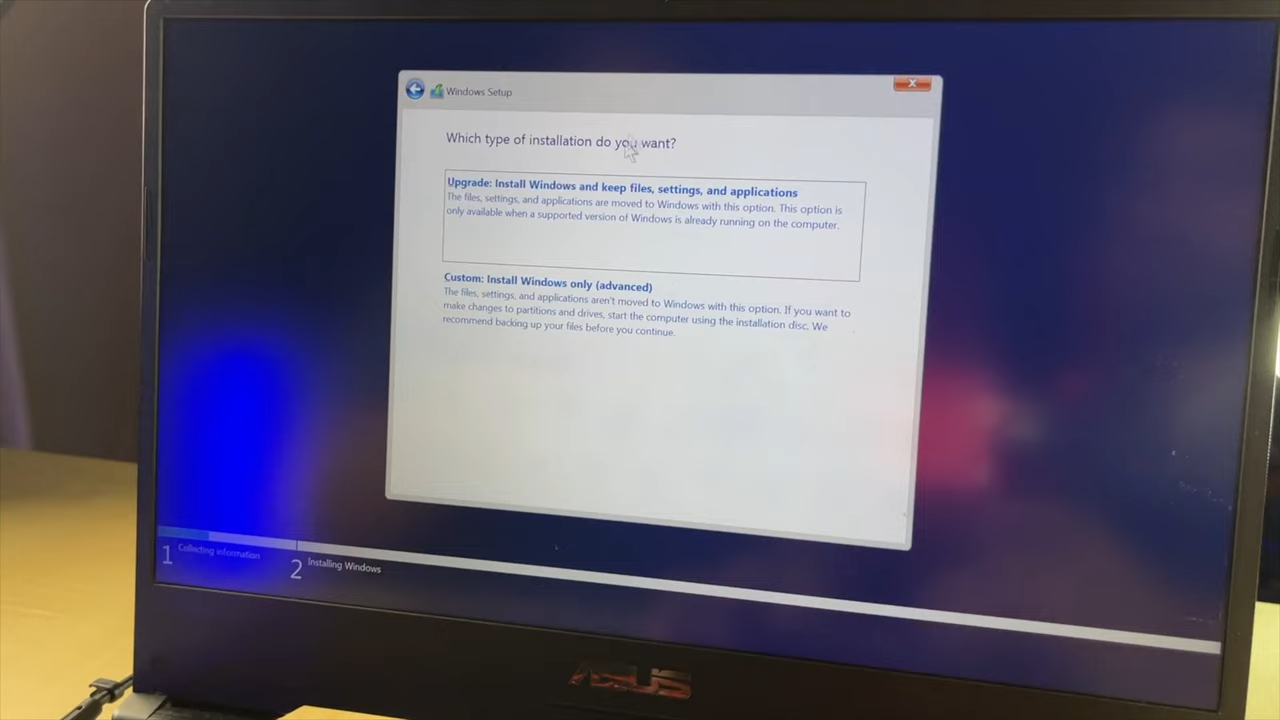 Windows Setup
Which type of installation do you want?
Upgrade: Install Windows and keep files, settings, and applications
The files, settings, and applications are moved to Windows with this option. This option is
only available when a supported version of Windows is already running on the computer.
Custom: Install Windows only (advanced)
The files, settings, and applications aren't moved to Windows with this option. If you want to
make changes to partitions and drives, start the computer using the installation disc. We
recommend backing up your files before you continue.
1 Collecting information
2 Installing Windows
ASUS